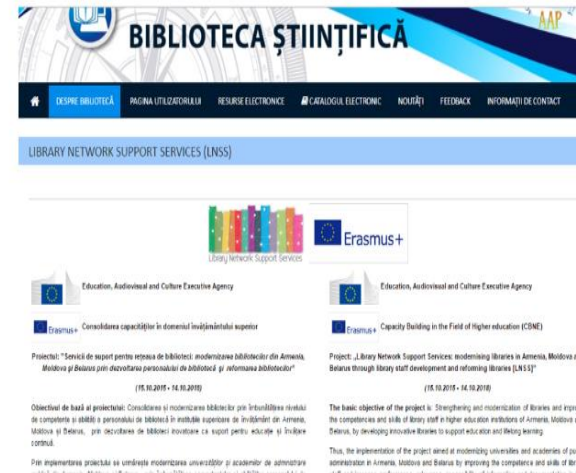 AAP
BIBLIOTECA ȘTIINȚIFICĂ
DESPRE BIBLIOTECĂ PAGINA UTILIZATORULUI RESURSE ELECTRONICE CATALOGUL ELECTRONIC NOUTĂȚI FEEDBACK INFORMAȚII DE CONTACT
LIBRARY NETWORK SUPPORT SERVICES (LNSS)
Library Network Support Services
Erasmus+
Education, Audiovisual and Culture Executive Agency
Erasmus+ Consolidarea capacităților în domeniul învățământului superior
Proiectul: "Servicii de suport pentru rețeaua de biblioteci: modernizarea bibliotecilor din Armenia,
Moldova și Belarus prin dezvoltarea personalului de bibliotecă și reformarea bibliotecilor"
(15.10.2015 - 14.10.2018)
Obiectivul de bază al proiectului: Consolidarea și modernizarea bibliotecilor prin îmbunătățirea nivelului
de competențe și abilități a personalului de bibliotecă în instituțiile superioare de învățământ din Armenia,
Moldova și Belarus, prin dezvoltarea de biblioteci inovatoare ca suport pentru educație și învățare
continuă.
Prin implementarea proiectului se urmărește modernizarea universităților și academiilor de administrare
Education, Audiovisual and Culture Executive Agency
Erasmus+ Capacity Building in the Field of Higher education (CBNE)
Project: „Library Network Support Services: modernising libraries in Armenia, Moldova
Belarus through library staff development and reforming libraries [LNSS]"
(15.10.2015 - 14.10.2018)
The basic objective of the project is: Strengthening and modernization of libraries and
the competencies and skills of library staff in higher education institutions of Armenia, Moldova
Belarus, by developing innovative libraries to support education and lifelong learning.
Thus, the implementation of the project aimed at modernizing universities and academies of
administration in Armenia, Moldova and Belarus by improving the competence and skills of